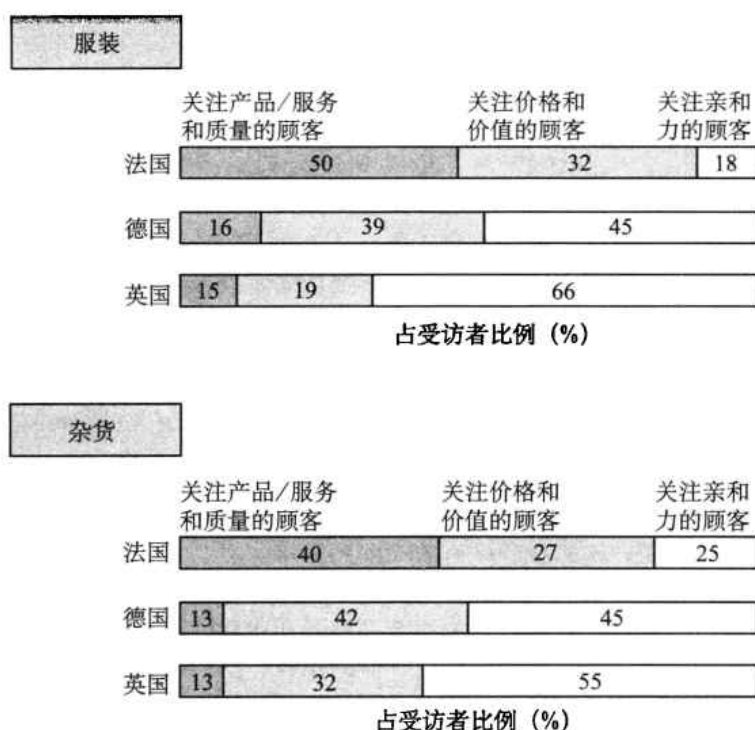 服装
关注产品/服务 关注价格和 关注亲和
和质量的顾客 价值的顾客 力的顾客
法国 50 32 18
德国 16 39 45
英国 15 19 66
占受访者比例 (%)
杂货
关注产品/服务 关注价格和 关注亲和
和质量的顾客 价值的顾客 力的顾客
法国 40 27 25
德国 13 42 45
英国 13 32 55
占受访者比例 (%)